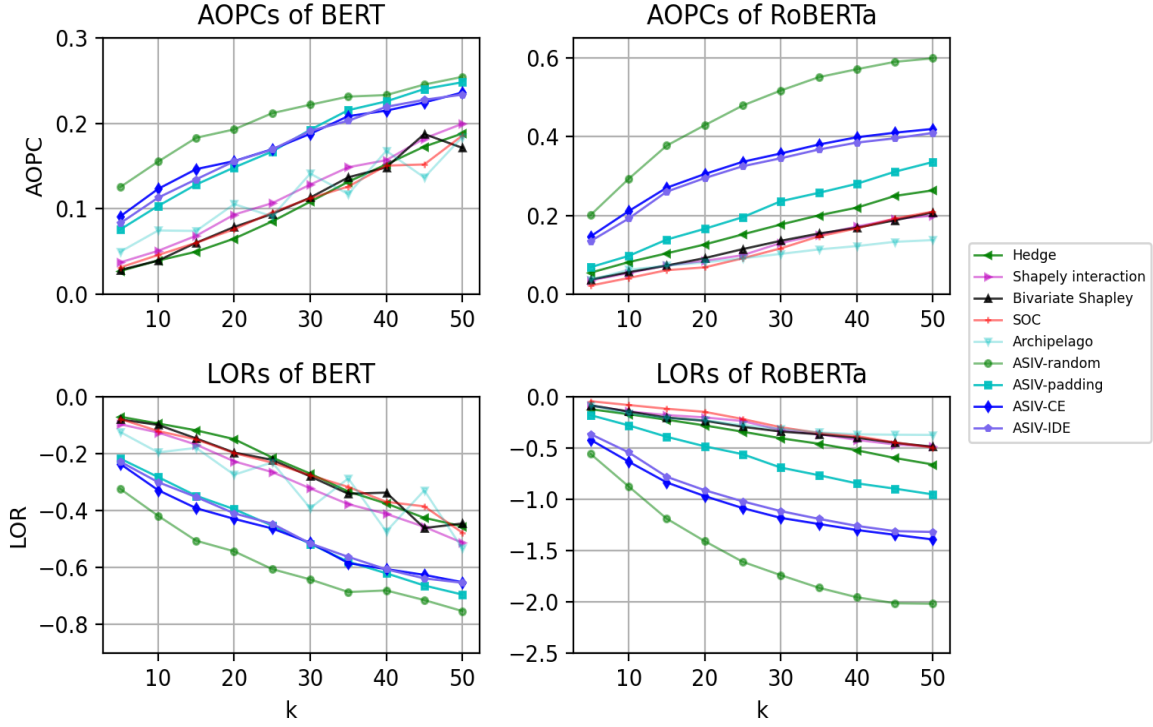 AOPCs of BERT
AOPCs of RoBERTa
0.3
0.2
0.1
0.0
AOPC
10 20 30 40 50
0.6
0.4
0.2
0.0
10 20 30 40 50
LORs of BERT
LORs of RoBERTa
0.0
−0.2
−0.4
−0.6
−0.8
LOR
10 20 30 40 50
k
0.0
−0.5
−1.0
−1.5
−2.0
−2.5
10 20 30 40 50
k
Hedge
Shapely interaction
Bivariate Shapley
SOC
Archipelago
ASIV-random
ASIV-padding
ASIV-CE
ASIV-IDE